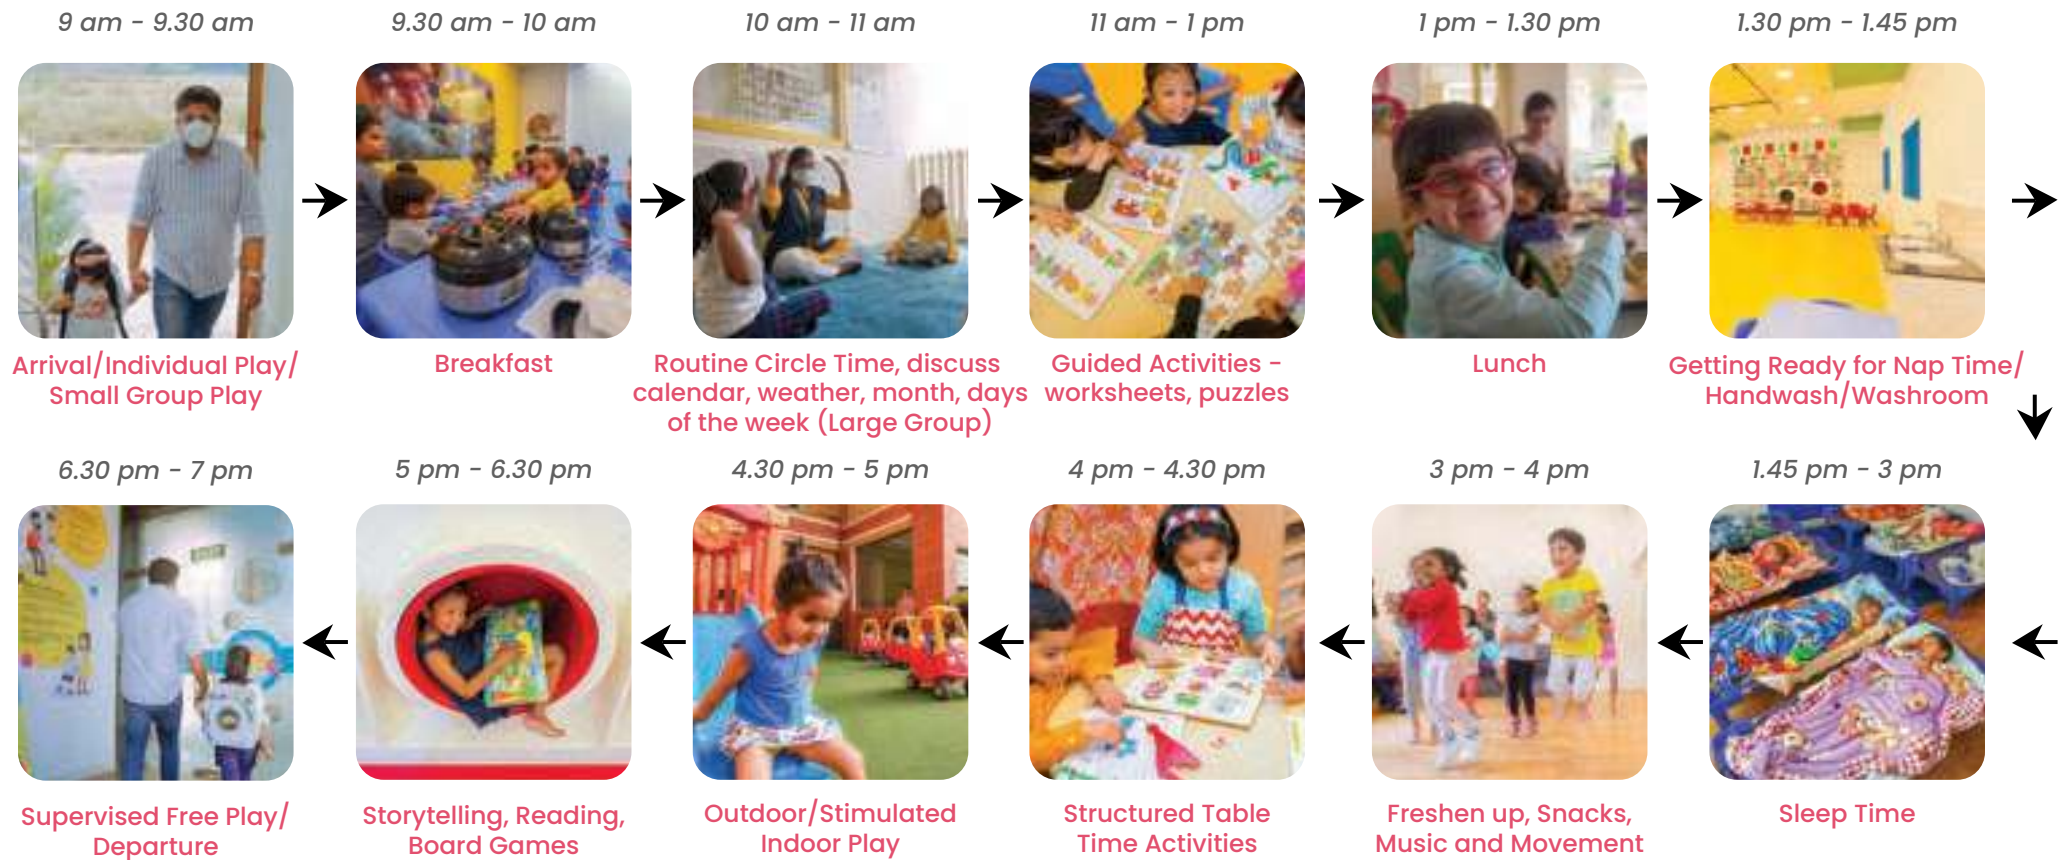 9 am - 9.30 am
9.30 am - 10 am
10 am - 11 am
11 am - 1 pm
1 pm - 1.30 pm
1.30 pm - 1.45 pm
Arrival/Individual Play/
Small Group Play
Breakfast
Routine Circle Time, discuss
calendar, weather, month, days
of the week (Large Group)
Guided Activities -
worksheets, puzzles
Lunch
Getting Ready for Nap Time/
Handwash/Washroom
1.45 pm - 3 pm
3 pm - 4 pm
4 pm - 4.30 pm
4.30 pm - 5 pm
5 pm - 6.30 pm
6.30 pm - 7 pm
Sleep Time
Freshen up, Snacks,
Music and Movement
Structured Table
Time Activities
Outdoor/Stimulated
Indoor Play
Storytelling, Reading,
Board Games
Supervised Free Play/
Departure